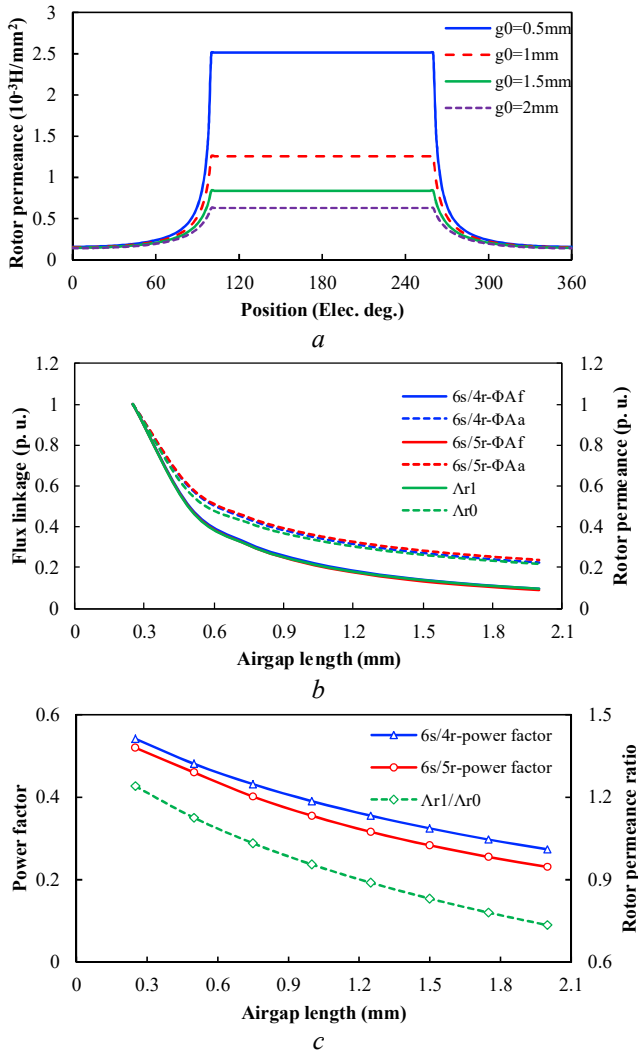 Rotor permeance (10⁻³H/mm²)
3
2.5
2
1.5
1
0.5
0
g0=0.5mm
g0=1mm
g0=1.5mm
g0=2mm
0 60 120 180 240 300 360
Position (Elec. deg.)
a
Flux linkage (p. u.)
1.2
1
0.8
0.6
0.4
0.2
0
6s/4r-ΦAf
6s/4r-ΦAa
6s/5r-ΦAf
6s/5r-ΦAa
Λr1
Λr0
1.2
1.0
0.8
0.6
0.4
0.2
0
Rotor permeance (p. u.)
0 0.3 0.6 0.9 1.2 1.5 1.8 2.1
Airgap length (mm)
b
Power factor
0.6
0.4
0.2
0
6s/4r-power factor
6s/5r-power factor
Λr1/Λr0
1.5
1.2
0.9
0.6
Rotor permeance ratio
0 0.3 0.6 0.9 1.2 1.5 1.8 2.1
Airgap length (mm)
c